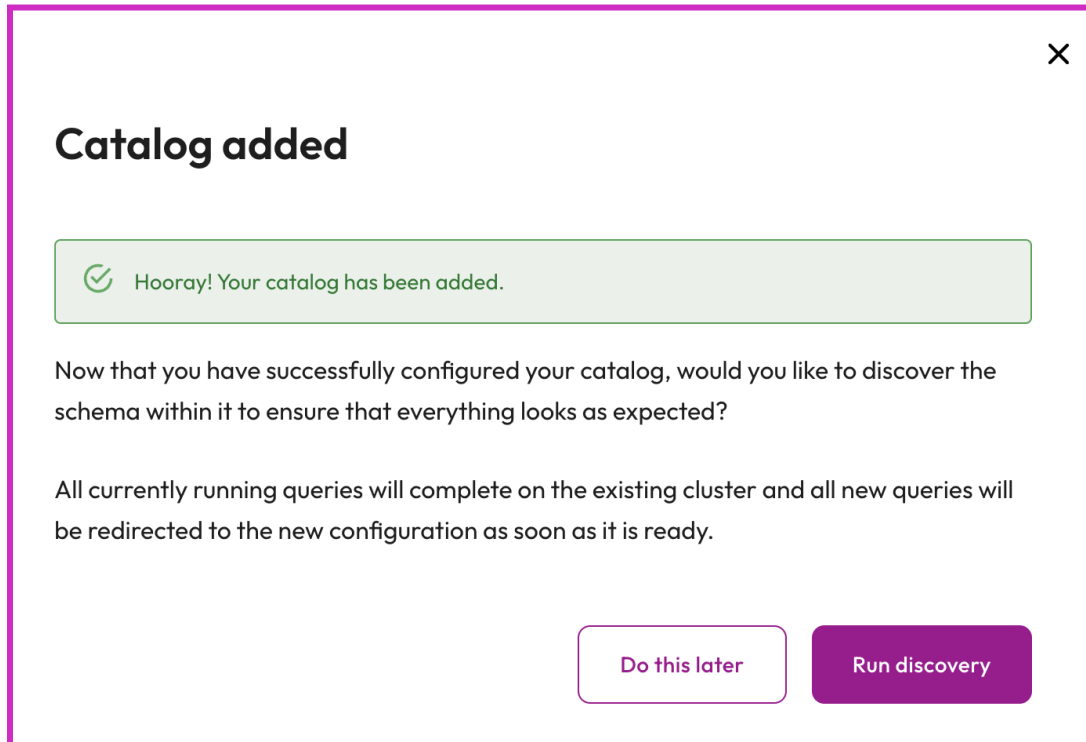 Catalog added
Hooray! Your catalog has been added.
Now that you have successfully configured your catalog, would you like to discover the
schema within it to ensure that everything looks as expected?
All currently running queries will complete on the existing cluster and all new queries will
be redirected to the new configuration as soon as it is ready.
Do this later
Run discovery